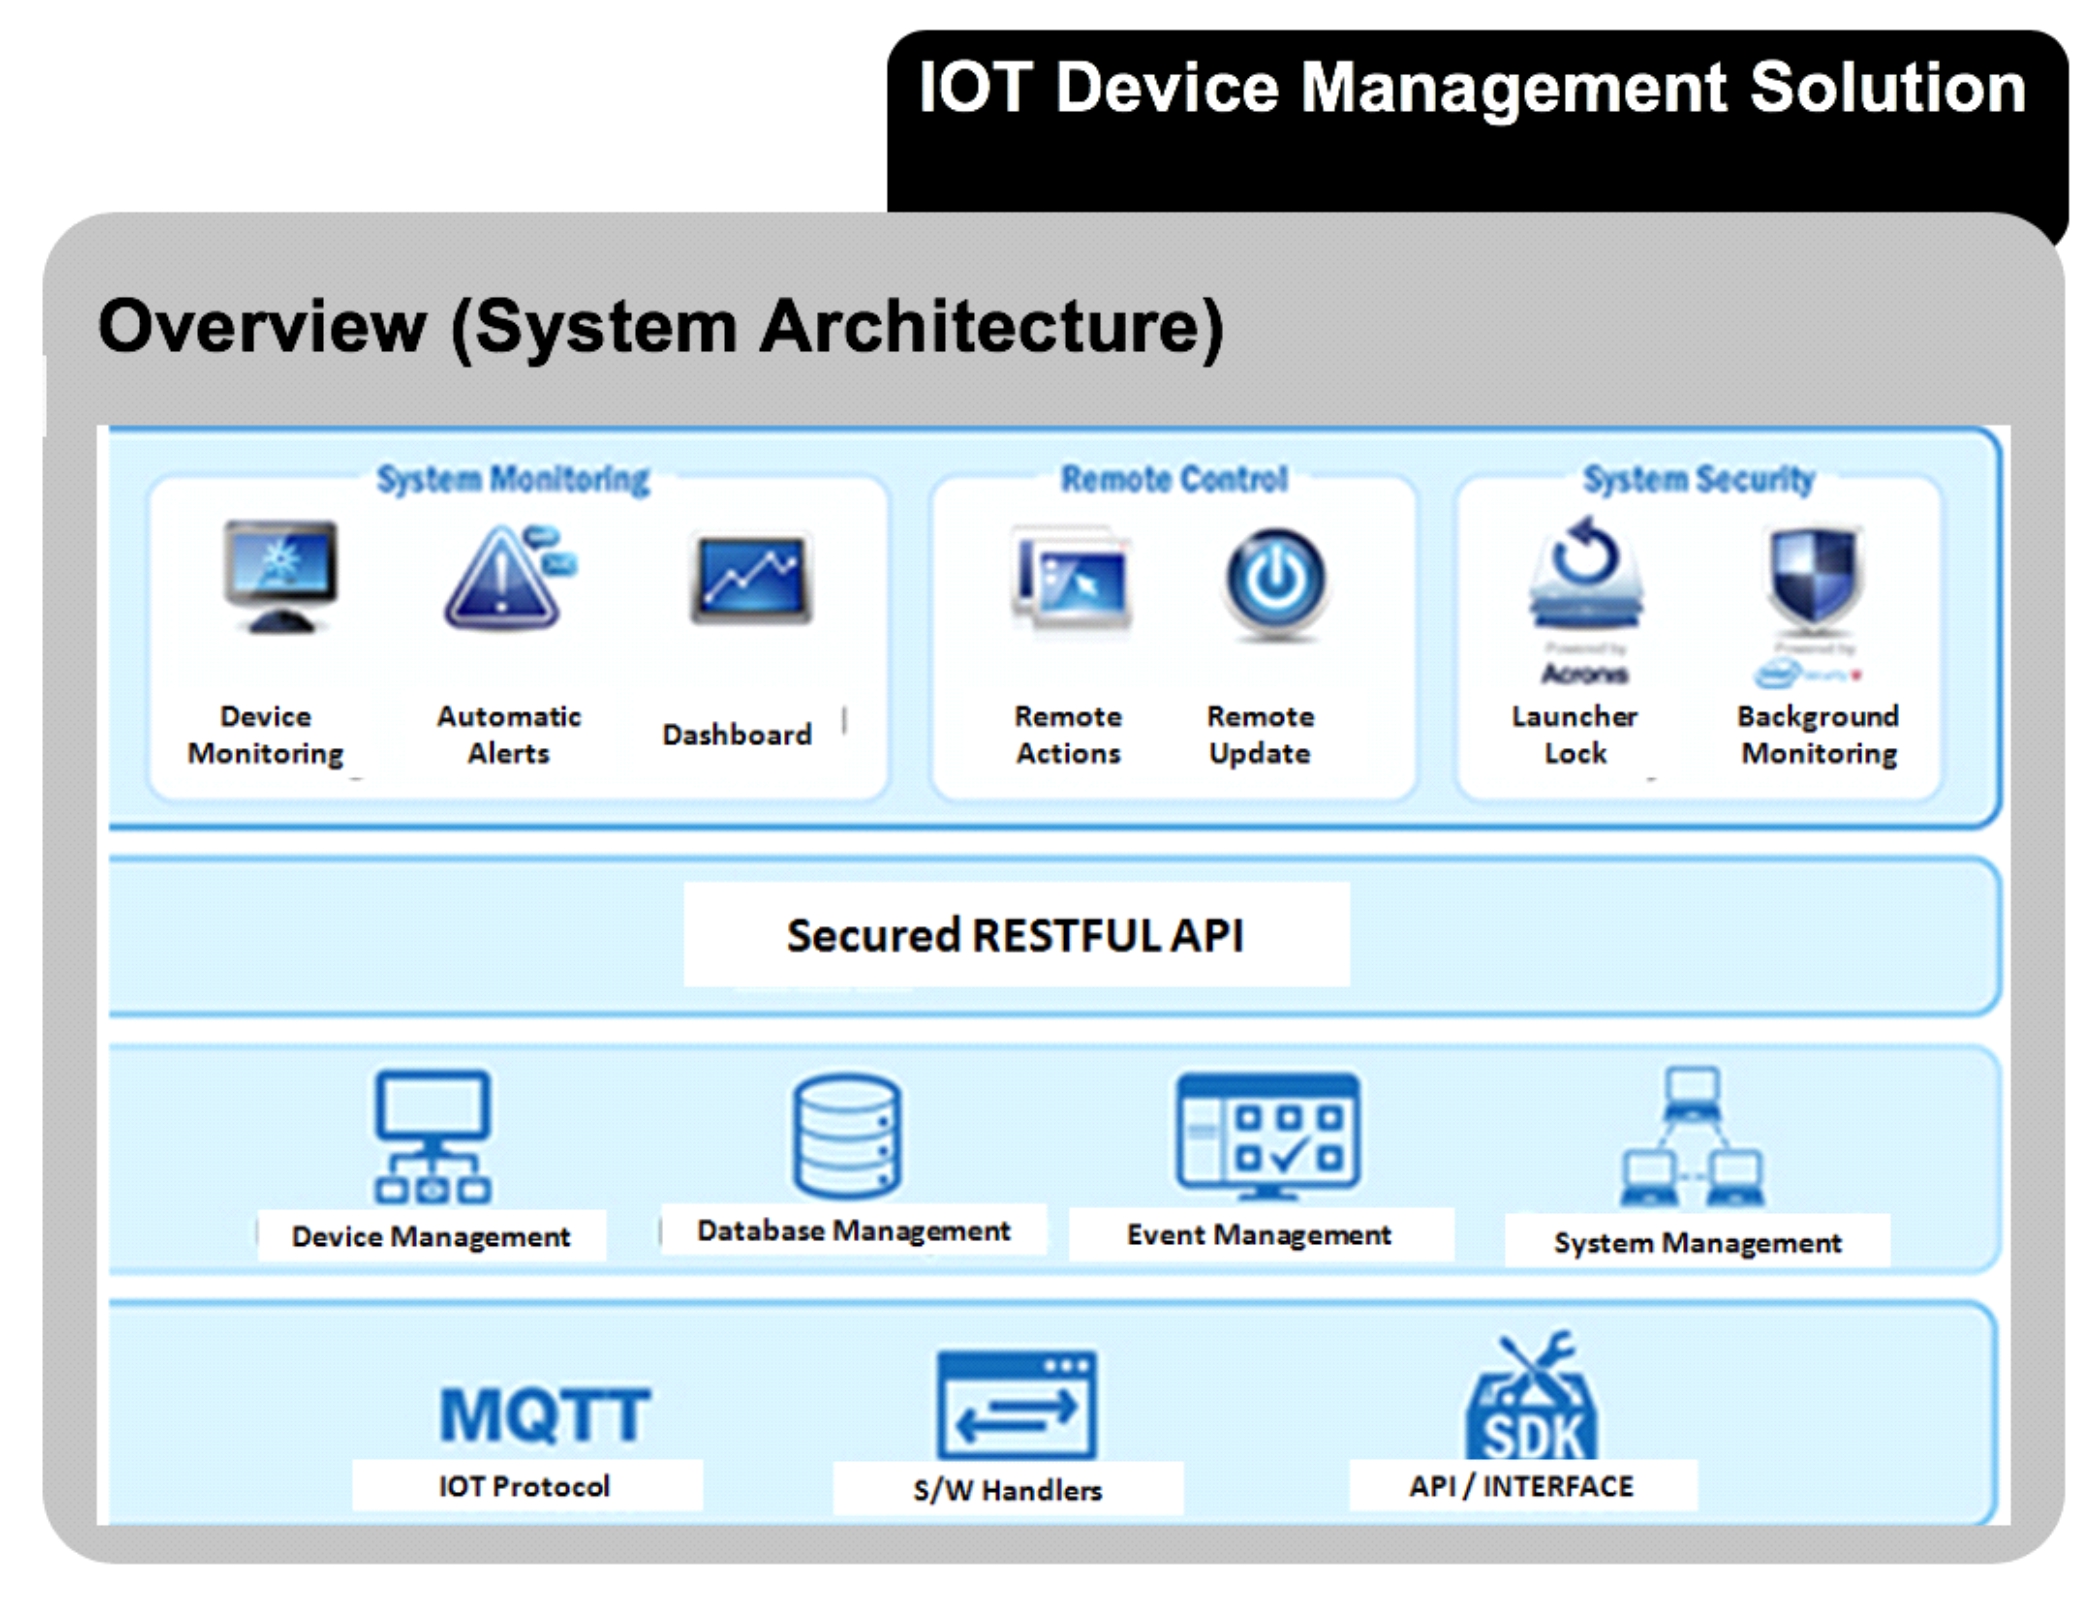 IOT Device Management Solution
Overview (System Architecture)
System Monitoring
Remote Control
System Security
Powered by
Acronis
Powered by
intel Security
Device
Monitoring
Automatic
Alerts
Dashboard
Remote
Actions
Remote
Update
Launcher
Lock
Background
Monitoring
Secured RESTFUL API
Device Management
Database Management
Event Management
System Management
MQTT
IOT Protocol
S/W Handlers
SDK
API / INTERFACE